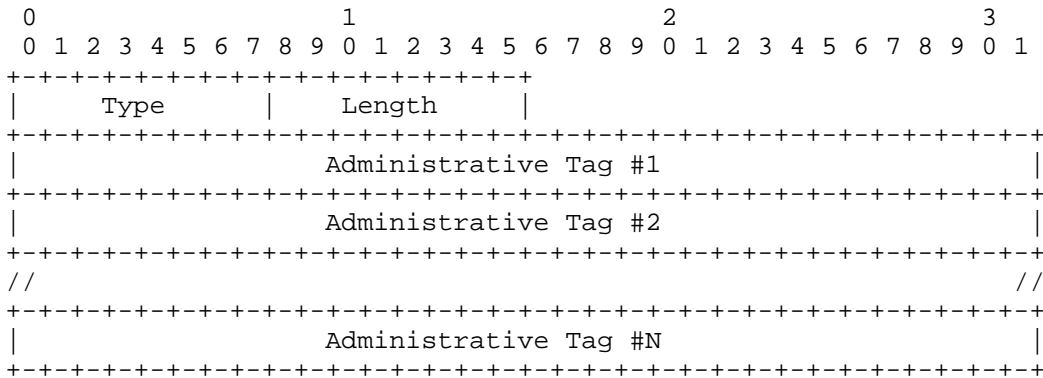 0                   1                   2                   3
 0 1 2 3 4 5 6 7 8 9 0 1 2 3 4 5 6 7 8 9 0 1 2 3 4 5 6 7 8 9 0 1
+-+-+-+-+-+-+-+-+-+-+-+-+-+-+-+-+
|     Type      |    Length     |
+-+-+-+-+-+-+-+-+-+-+-+-+-+-+-+-+-+-+-+-+-+-+-+-+-+-+-+-+-+-+-+-+
|                   Administrative Tag #1                       |
+-+-+-+-+-+-+-+-+-+-+-+-+-+-+-+-+-+-+-+-+-+-+-+-+-+-+-+-+-+-+-+-+
|                   Administrative Tag #2                       |
+-+-+-+-+-+-+-+-+-+-+-+-+-+-+-+-+-+-+-+-+-+-+-+-+-+-+-+-+-+-+-+-+
//                                                             //
+-+-+-+-+-+-+-+-+-+-+-+-+-+-+-+-+-+-+-+-+-+-+-+-+-+-+-+-+-+-+-+-+
|                   Administrative Tag #N                       |
+-+-+-+-+-+-+-+-+-+-+-+-+-+-+-+-+-+-+-+-+-+-+-+-+-+-+-+-+-+-+-+-+